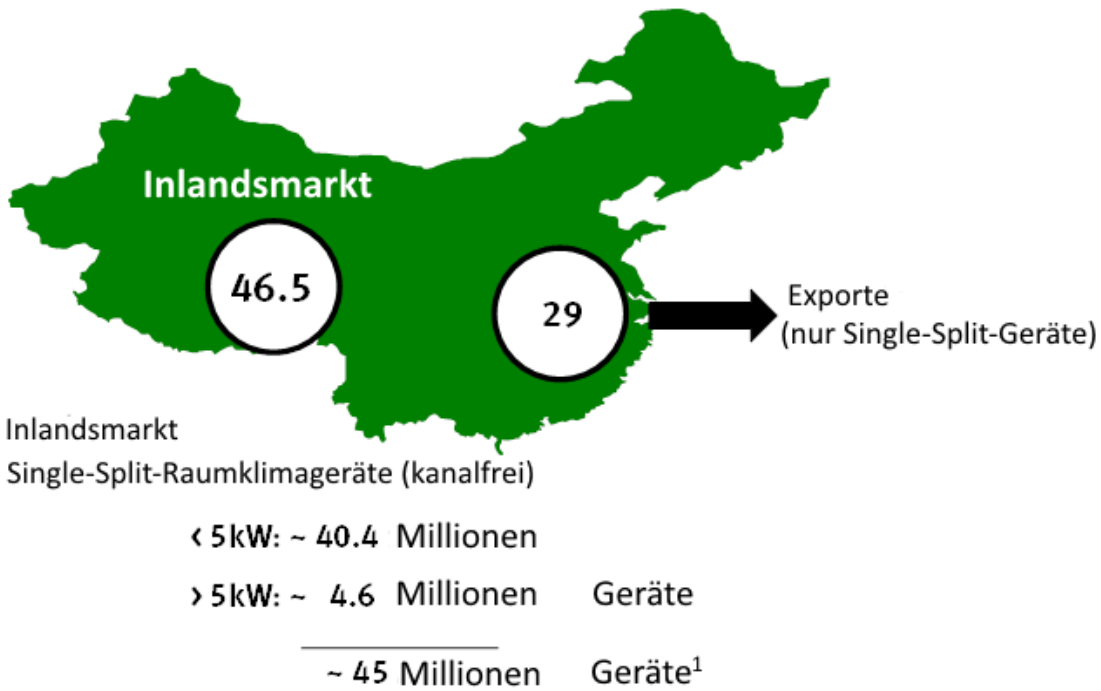 Inlandsmarkt
46.5
29
Exporte
(nur Single-Split-Geräte)
Inlandsmarkt
Single-Split-Raumklimageräte (kanalfrei)
< 5kW: ~ 40.4 Millionen
> 5kW: ~ 4.6 Millionen Geräte
~ 45 Millionen Geräte¹